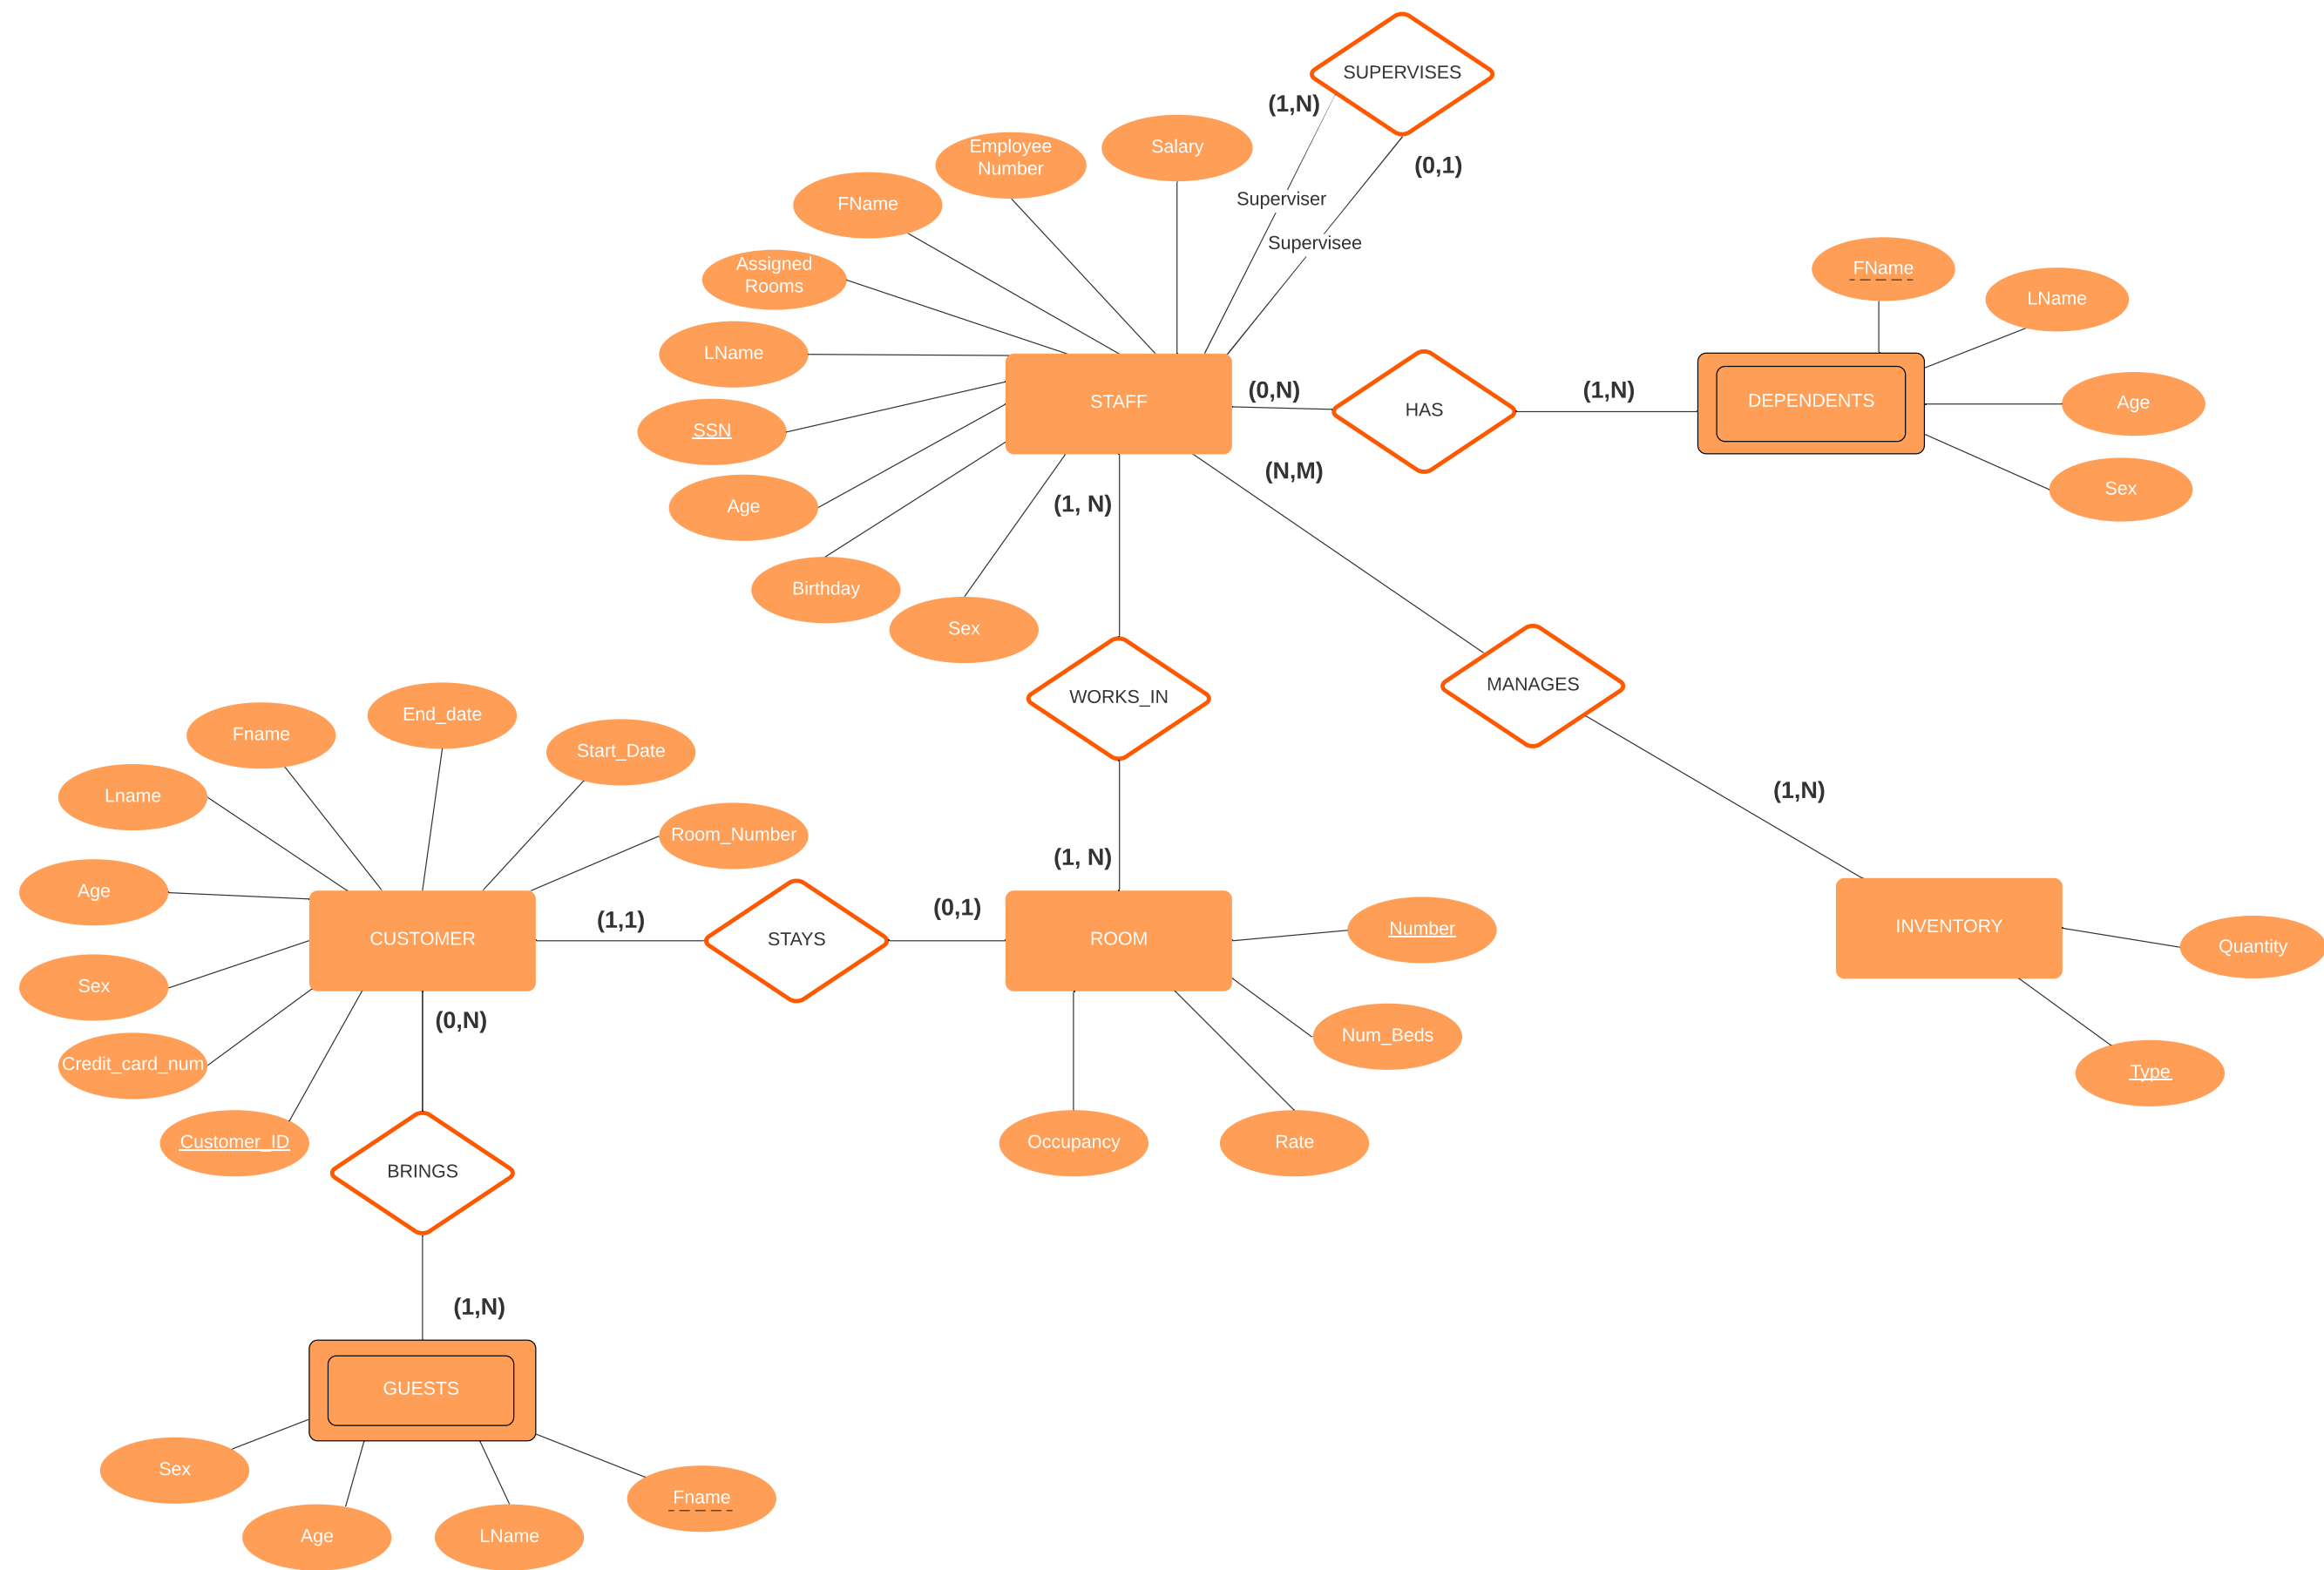 SUPERVISES
(1,N)
Salary
Employee
Number
(0,1)
FName
Superviser
Supervisee
Assigned
Rooms
FName
LName
LName
(0,N)
(1,N)
STAFF
HAS
DEPENDENTS
Age
SSN
(N,M)
Sex
(1, N)
Age
Birthday
Sex
WORKS_IN
MANAGES
End_date
Fname
Start_Date
Lname
(1,N)
Room_Number
(1, N)
Age
(1,1)
(0,1)
CUSTOMER
STAYS
ROOM
Number
INVENTORY
Quantity
Sex
(0,N)
Num_Beds
Credit_card_num
Type
Customer_ID
Occupancy
Rate
BRINGS
(1,N)
GUESTS
Sex
Fname
Age
LName